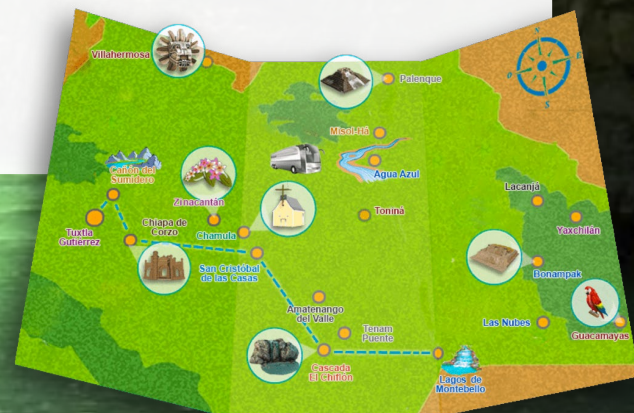 Villahermosa
Palenque
Misol-Há
Agua Azul
Cañón del
Sumidero
Zinacantán
Tuxtla
Gutiérrez
Chiapa de
Corzo
Chamula
Toniná
Lacanja
Yaxchilán
San Cristóbal
de las Casas
Bonampak
Amatenango
del Valle
Tenam
Puente
Las Nubes
Guacamayas
Cascada
El Chiflón
Lagos de
Montebello
N
E
S
O